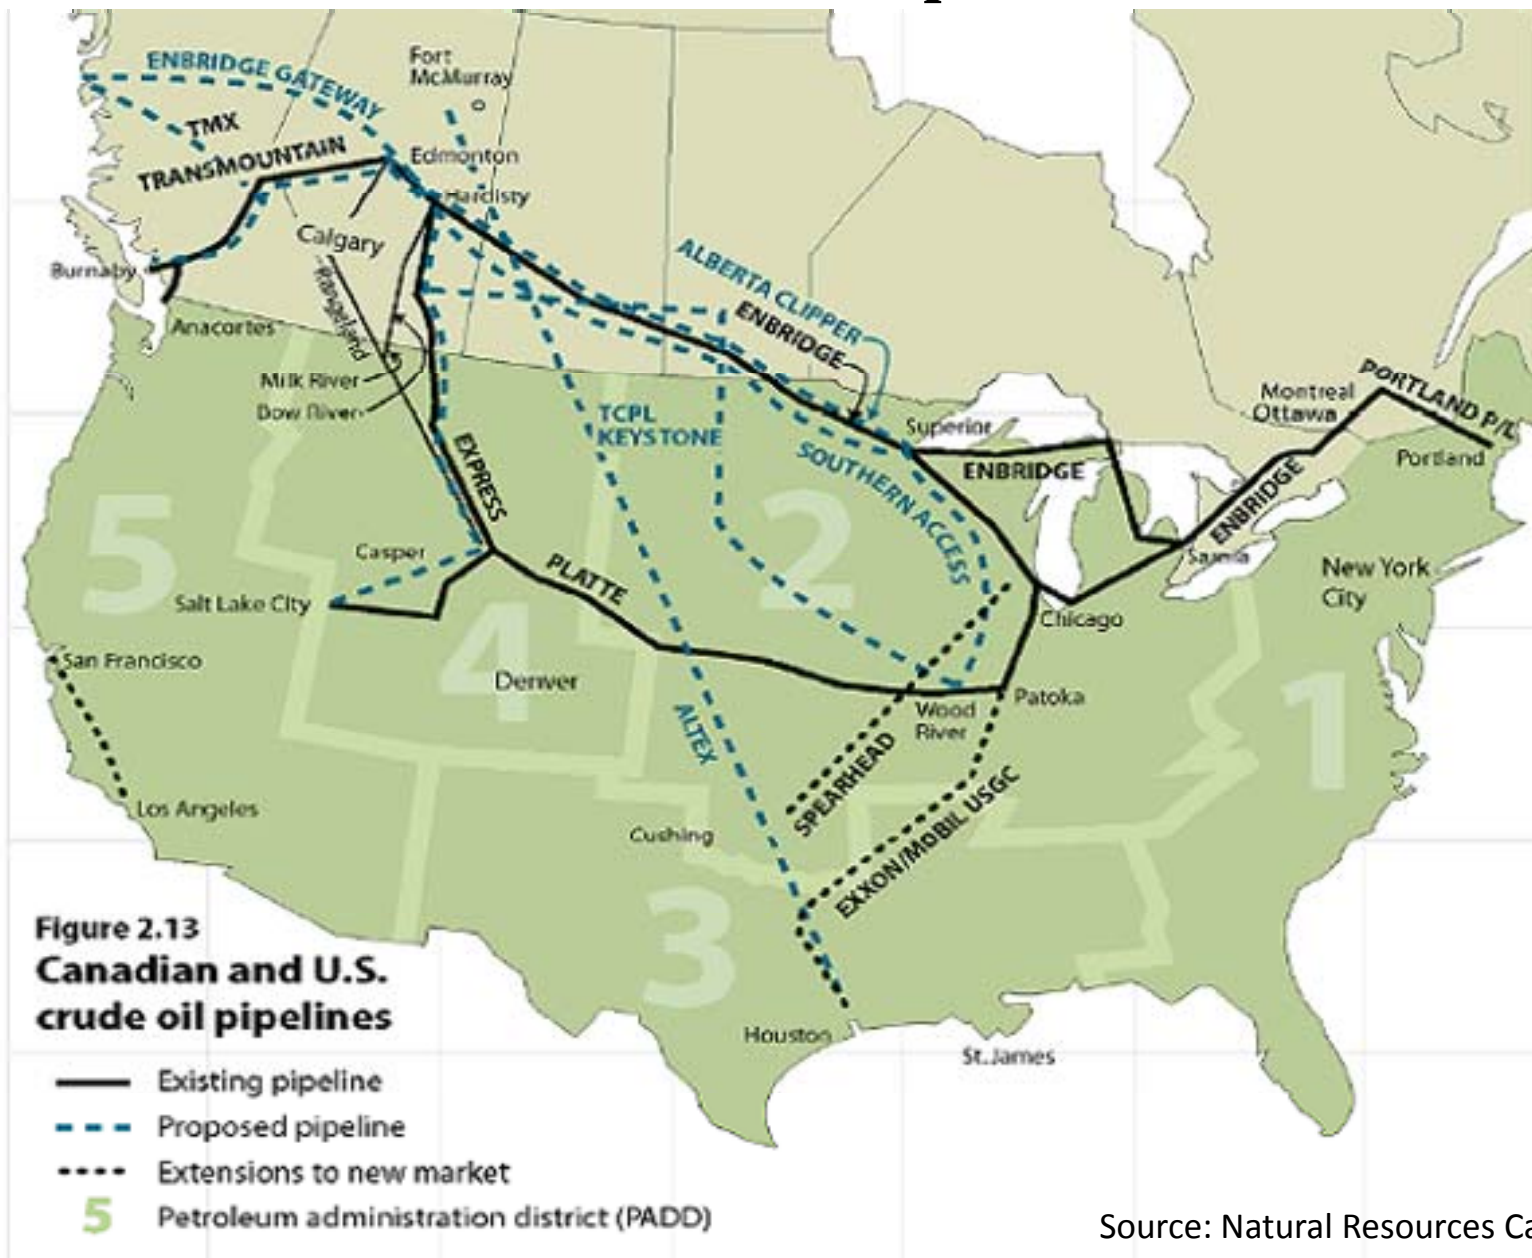 ENBRIDGE GATEWAY
Fort
McMurray
TMX
TRANSMOUNTAIN
Edmonton
Hardisty
Calgary
Burnaby
Rangeland
ALBERTA CLIPPER
ENBRIDGE
Anacortes
Milk River
Bow River
EXPRESS
TCPL
KEYSTONE
Superior
SOUTHERN ACCESS
ENBRIDGE
Montreal
Ottawa
PORTLAND P/L
Portland
ENBRIDGE
Sarnia
5
2
Casper
PLATTE
New York
City
Salt Lake City
4
Chicago
San Francisco
Denver
1
Patoka
Wood
River
ALTEX
SPEARHEAD
EXXON/MOBIL USGC
Los Angeles
Cushing
3
Houston
St. James
Figure 2.13
Canadian and U.S.
crude oil pipelines
Existing pipeline
Proposed pipeline
Extensions to new market
5 Petroleum administration district (PADD)
Source: Natural Resources Ca